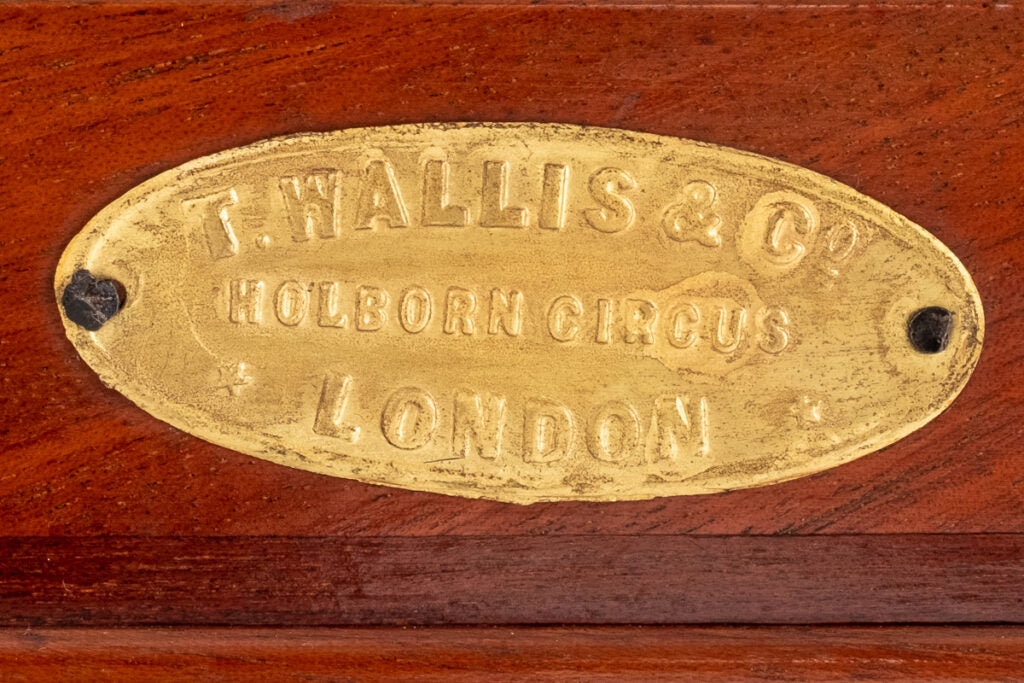 T. WALLIS & Co
HOLBORN CIRCUS
LONDON